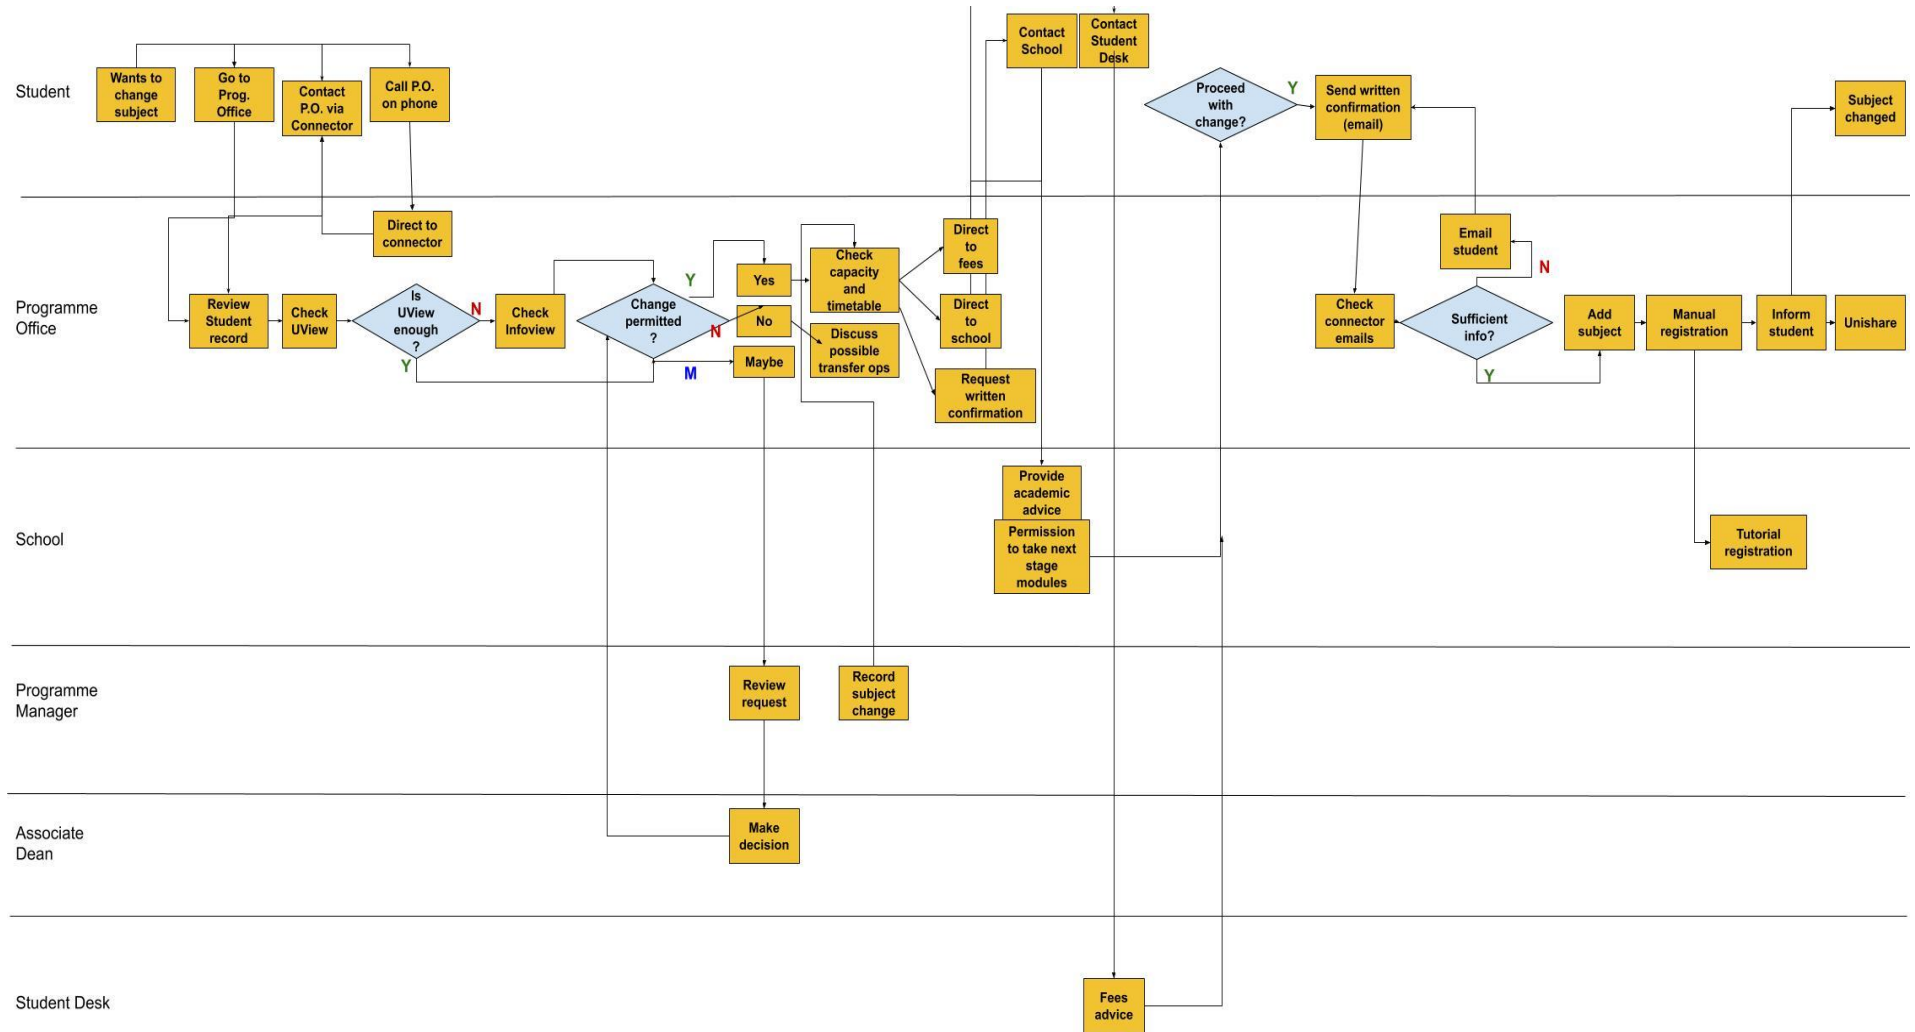 Student
Wants to
change
subject
Go to
Prog.
Office
Contact
P.O. via
Connector
Call P.O.
on phone
Contact
School
Contact
Student
Desk
Proceed
with
change?
Y
Send written
confirmation
(email)
Subject
changed
Programme
Office
Direct to
connector
Review
Student
record
Check
UView
Is
UView
enough
?
N
Y
Check
Infoview
Change
permitted
?
Y
N
M
Yes
No
Maybe
Check
capacity
and
timetable
Discuss
possible
transfer ops
Direct
to
fees
Direct
to
school
Request
written
confirmation
Check
connector
emails
Email
student
N
Sufficient
info?
Y
Add
subject
Manual
registration
Inform
student
Unishare
School
Provide
academic
advice
Permission
to take next
stage
modules
Tutorial
registration
Programme
Manager
Review
request
Record
subject
change
Associate
Dean
Make
decision
Student Desk
Fees
advice